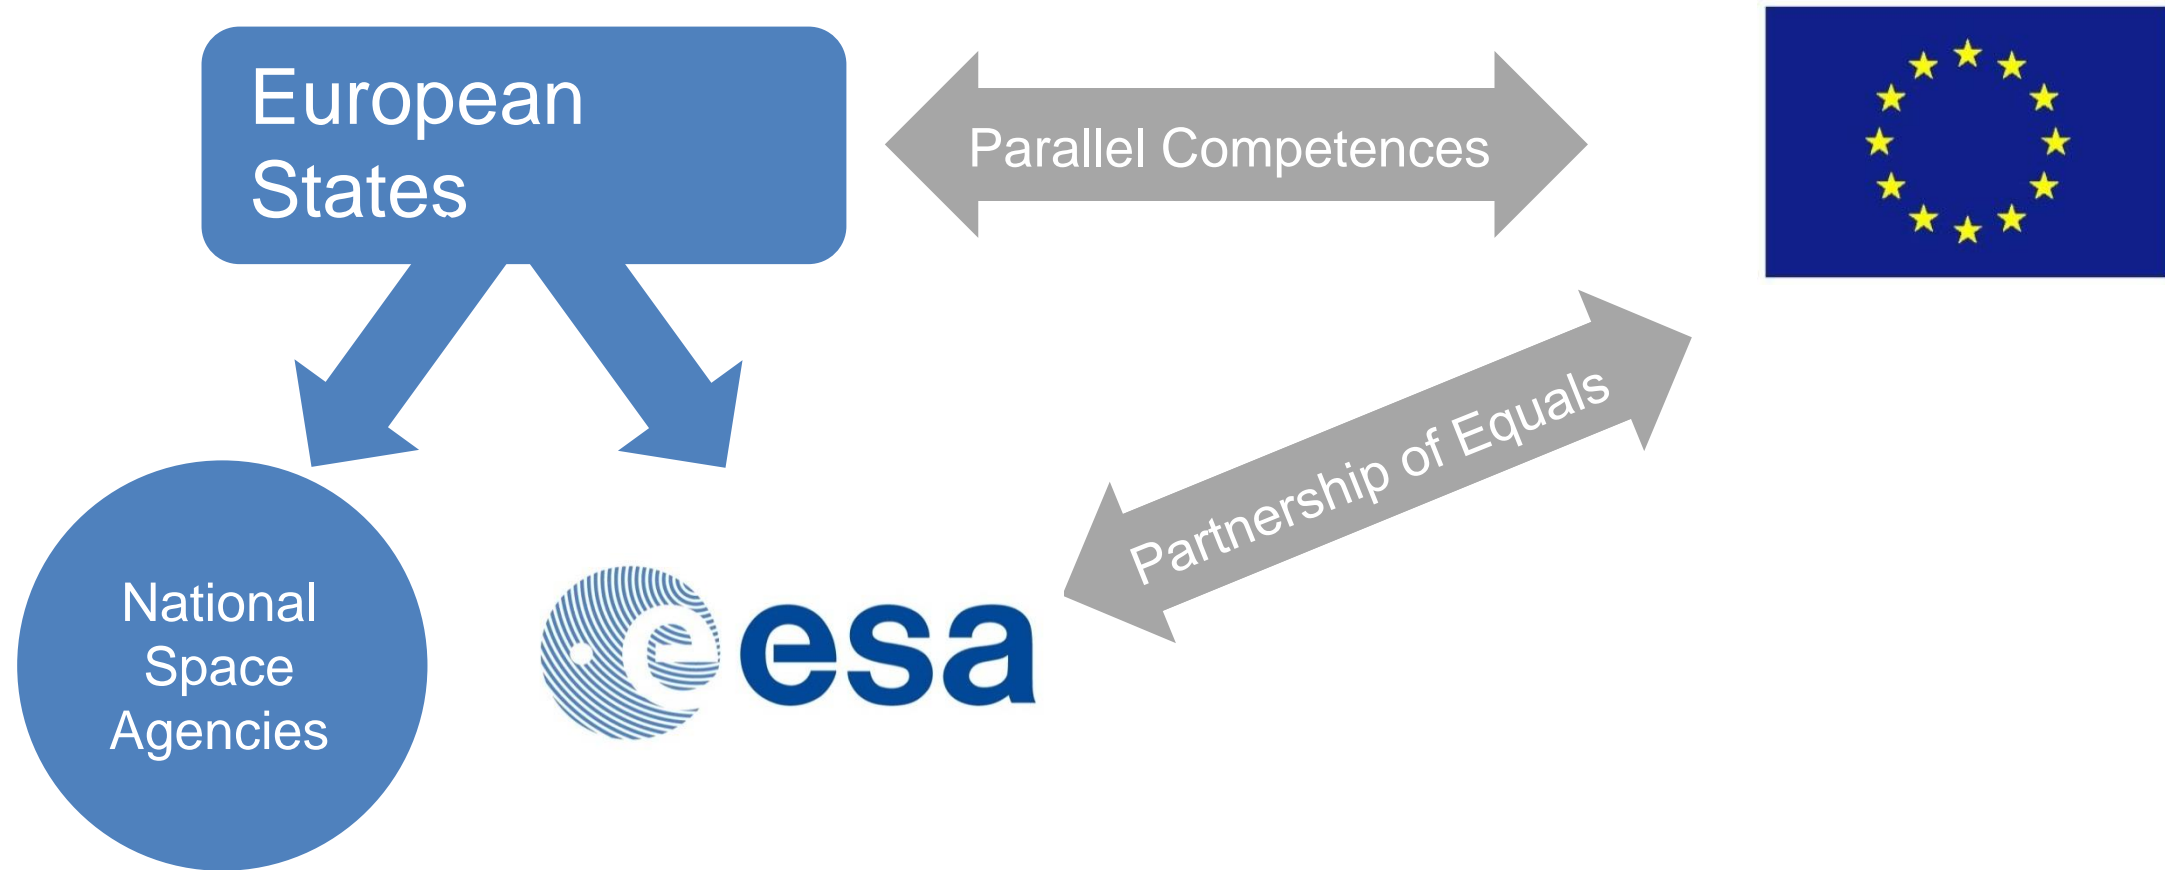 European
States
Parallel Competences
Partnership of Equals
National
Space
Agencies
esa